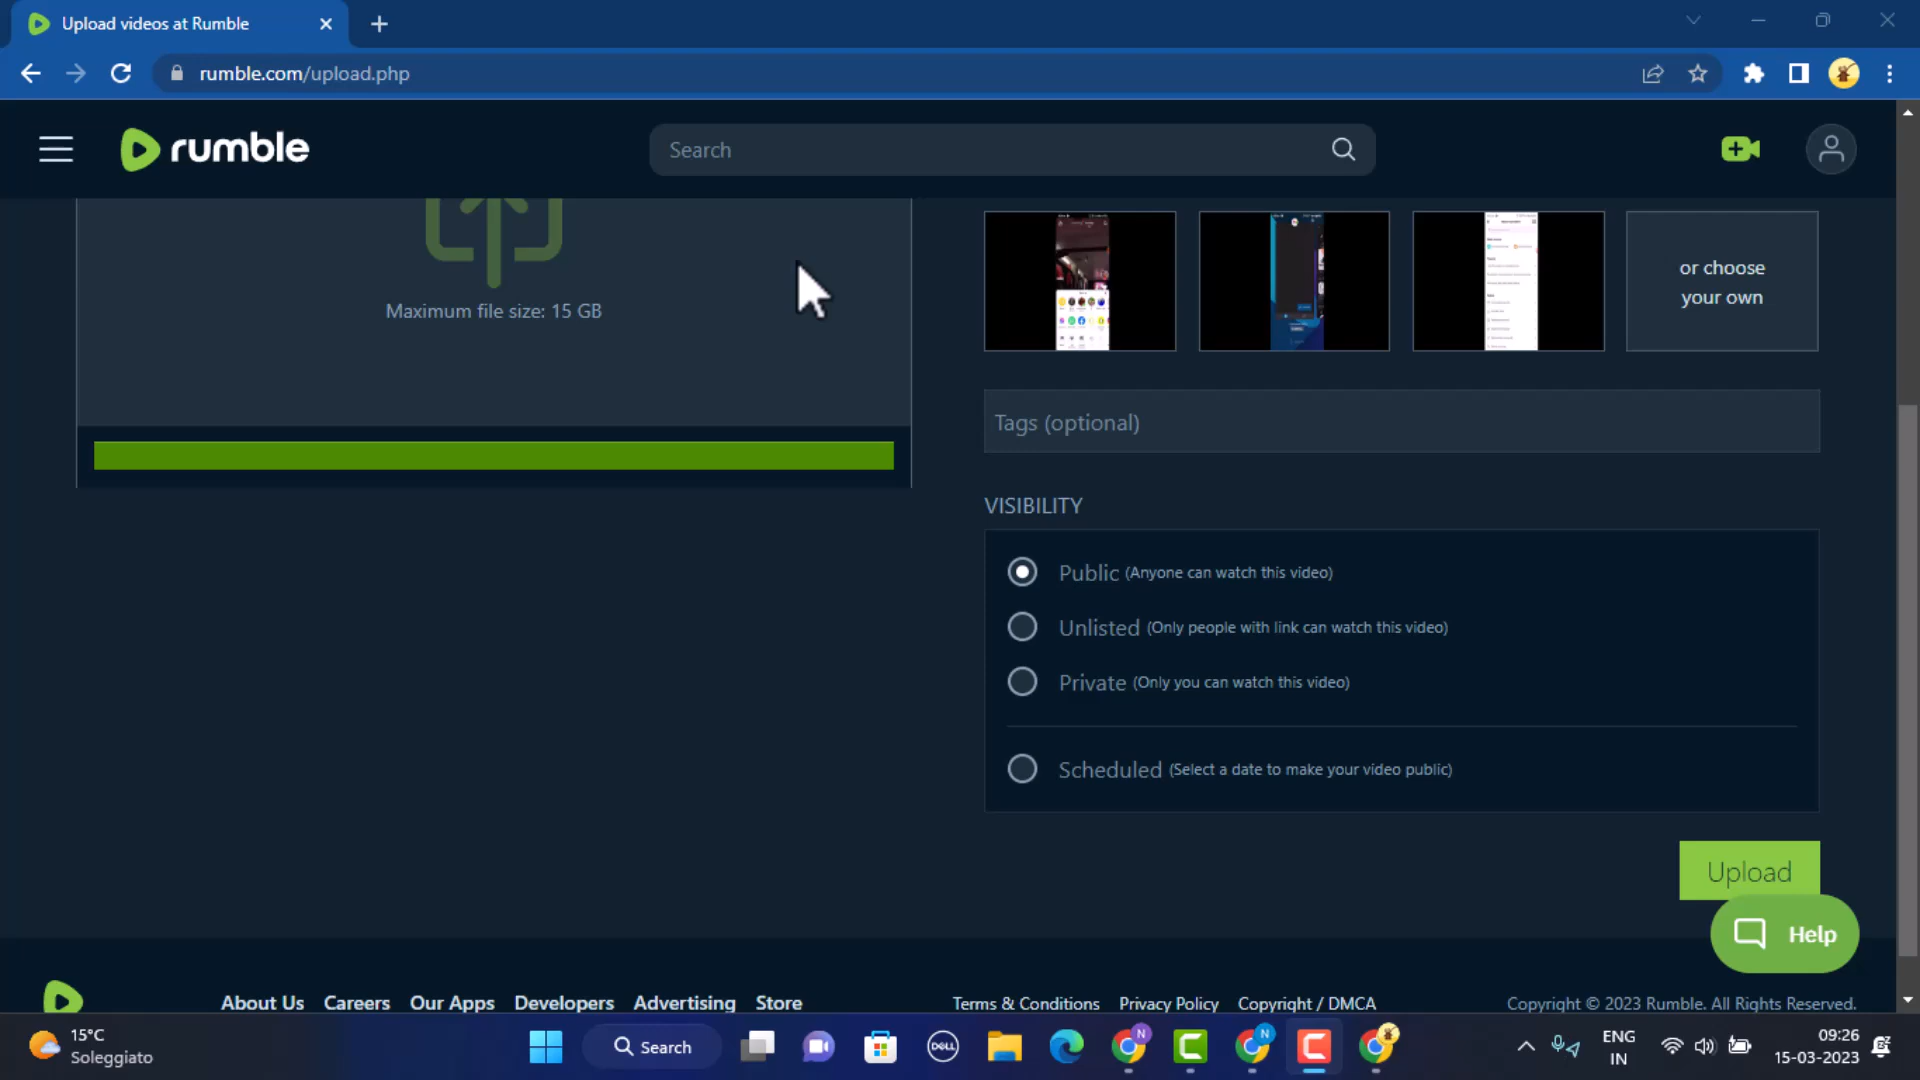 Upload videos at Rumble
rumble.com/upload.php
rumble
Search
Maximum file size: 15 GB
or choose
your own
Tags (optional)
VISIBILITY
Public (Anyone can watch this video)
Unlisted (Only people with link can watch this video)
Private (Only you can watch this video)
Scheduled (Select a date to make your video public)
Upload
Help
About Us Careers Our Apps Developers Advertising Store
Terms & Conditions Privacy Policy Copyright / DMCA
Copyright © 2023 Rumble. All Rights Reserved.
15°C
Soleggiato
Search
DELL
N
N
ENG
IN
09:26
15-03-2023